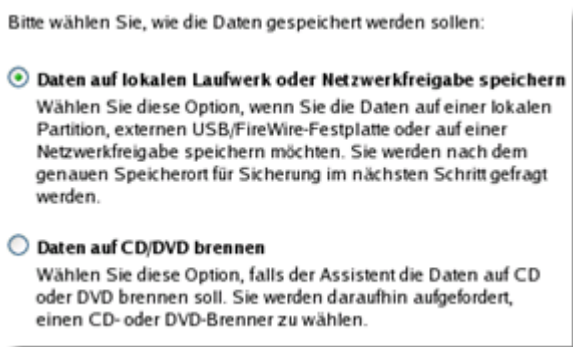 Bitte wählen Sie, wie die Daten gespeichert werden sollen:
Daten auf lokalen Laufwerk oder Netzwerkfreigabe speichern
Wählen Sie diese Option, wenn Sie die Daten auf einer lokalen
Partition, externen USB/FireWire-Festplatte oder auf einer
Netzwerkfreigabe speichern möchten. Sie werden nach dem
genauen Speicherort für Sicherung im nächsten Schritt gefragt
werden.
Daten auf CD/DVD brennen
Wählen Sie diese Option, falls der Assistent die Daten auf CD
oder DVD brennen soll. Sie werden daraufhin aufgefordert,
einen CD- oder DVD-Brenner zu wählen.